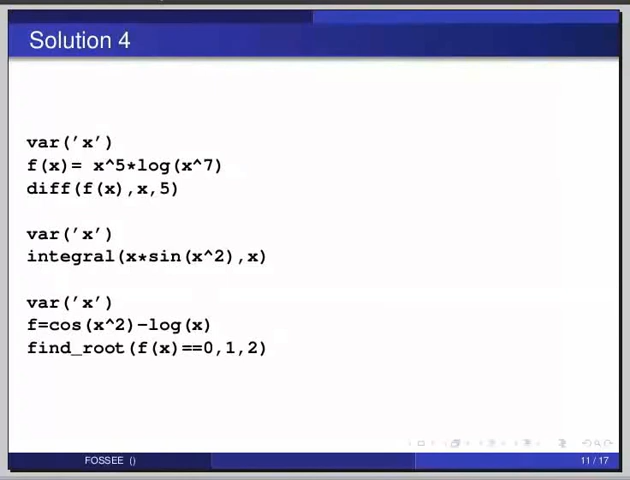 Solution 4
var('x')
f(x)= x^5*log(x^7)
diff(f(x),x,5)
var('x')
integral(x*sin(x^2),x)
var('x')
f=cos(x^2)-log(x)
find_root(f(x)==0,1,2)
FOSSEE ()
11 / 17